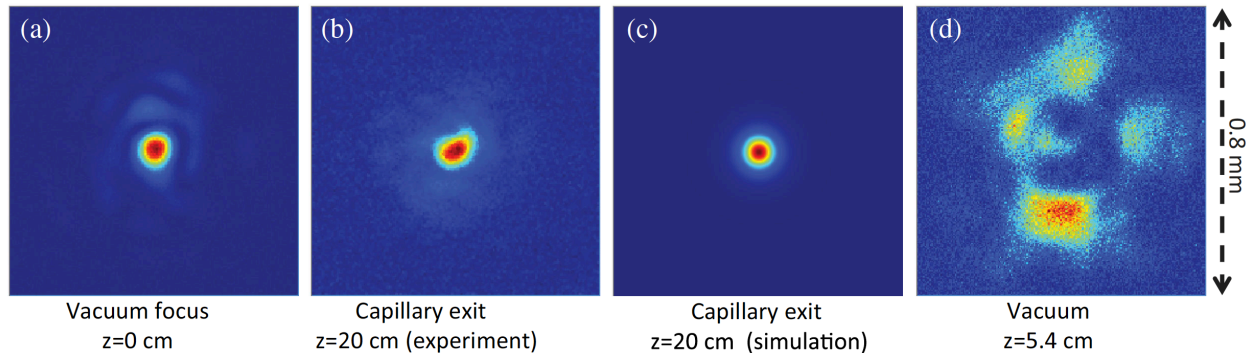 (a)
(b)
(c)
(d)
0.8 mm
Vacuum focus
z=0 cm
Capillary exit
z=20 cm (experiment)
Capillary exit
z=20 cm (simulation)
Vacuum
z=5.4 cm